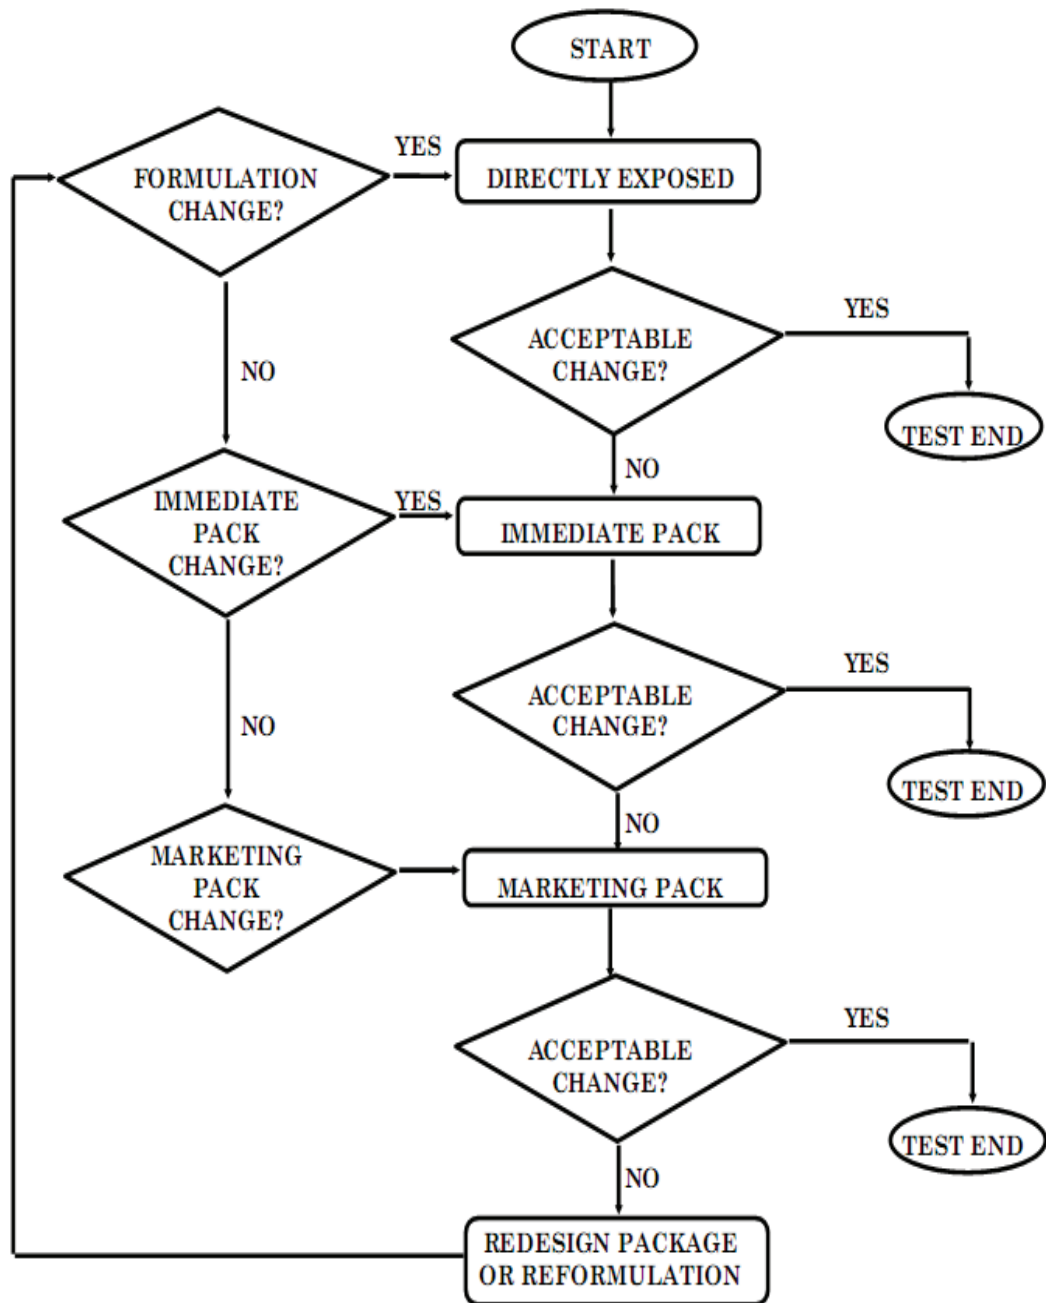 START
YES
FORMULATION
CHANGE?
DIRECTLY EXPOSED
YES
ACCEPTABLE
CHANGE?
NO
TEST END
NO
IMMEDIATE
PACK
CHANGE?
YES
IMMEDIATE PACK
YES
ACCEPTABLE
CHANGE?
NO
TEST END
NO
MARKETING
PACK
CHANGE?
MARKETING PACK
YES
ACCEPTABLE
CHANGE?
TEST END
NO
REDESIGN PACKAGE
OR REFORMULATION